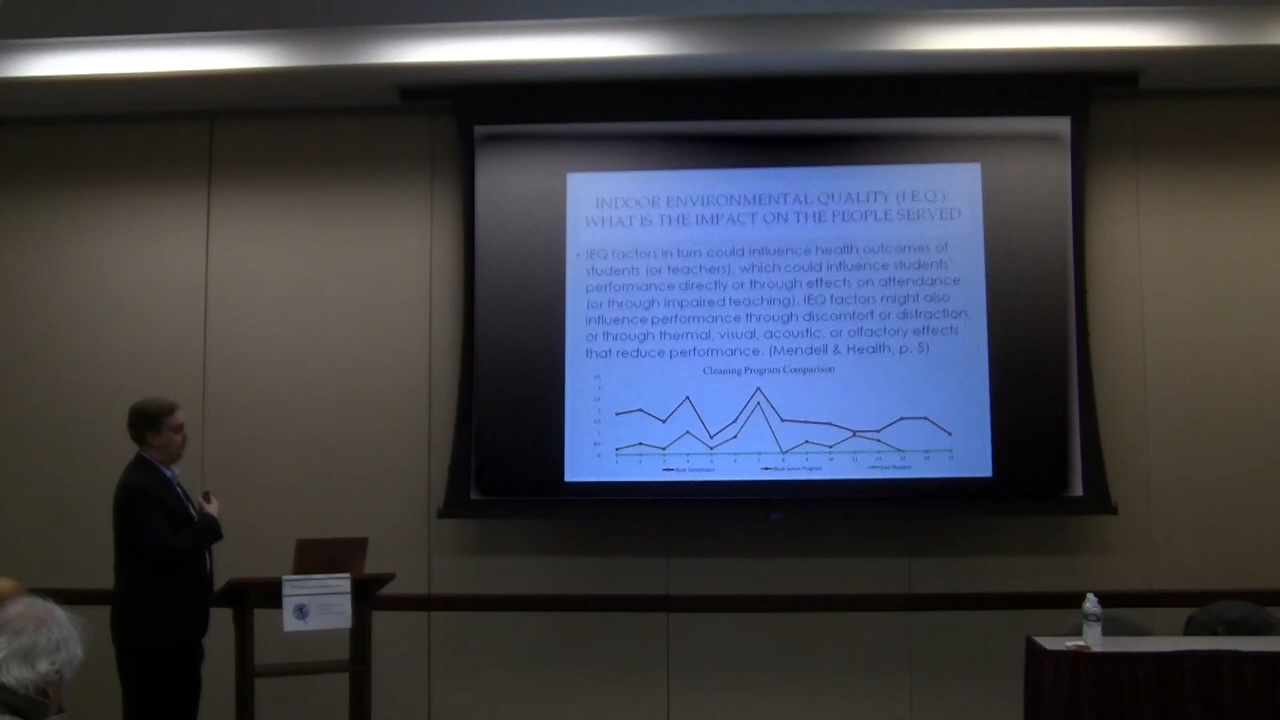 INDOOR ENVIRONMENTAL QUALITY (I.E.Q.):
WHAT IS THE IMPACT ON THE PEOPLE SERVED
• IEQ factors in turn could influence health outcomes of
students (or teachers), which could influence students'
performance directly or through effects on attendance
(or through impaired teaching). IEQ factors might also
influence performance through discomfort or distraction,
or through thermal, visual, acoustic, or olfactory effects
that reduce performance. (Mendell & Health, p. 5)
Cleaning Program Comparison